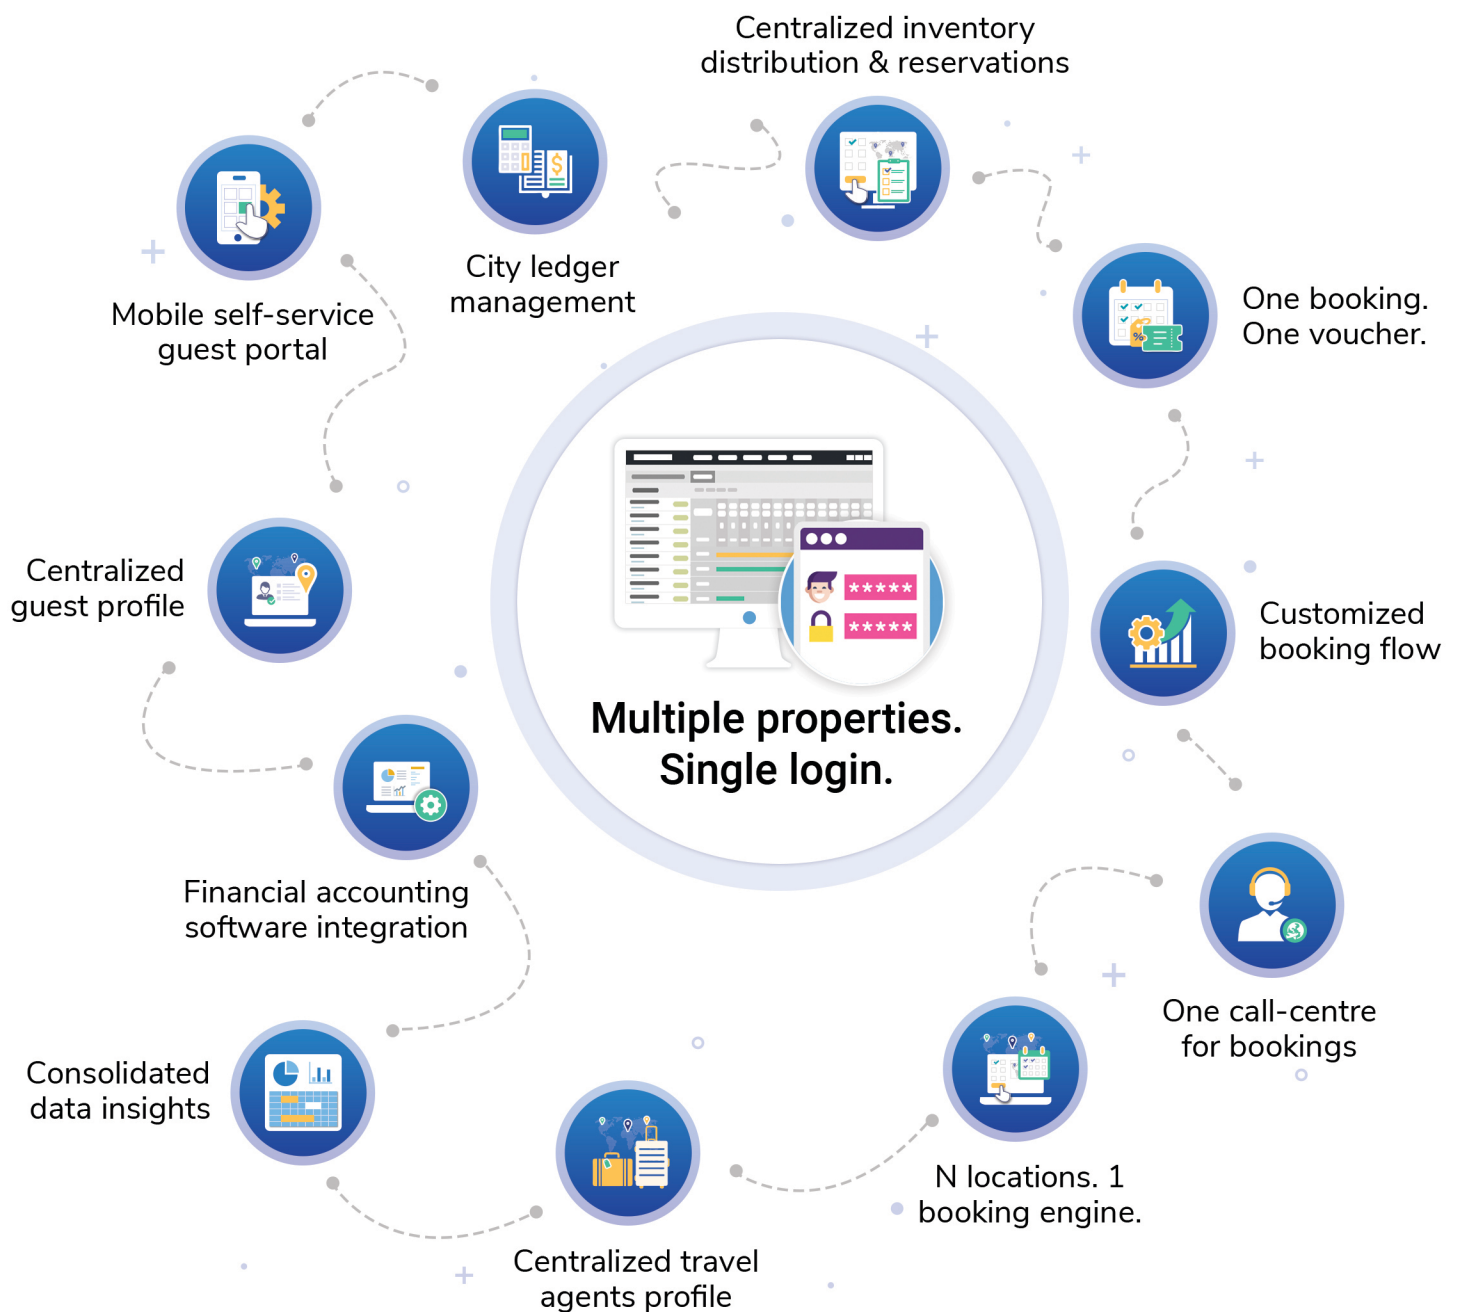 Centralized inventory
distribution & reservations
City ledger
management
Mobile self-service
guest portal
One booking.
One voucher.
%
$
*****
*****
Multiple properties.
Single login.
Centralized
guest profile
Customized
booking flow
Financial accounting
software integration
One call-centre
for bookings
Consolidated
data insights
N locations. 1
booking engine.
Centralized travel
agents profile